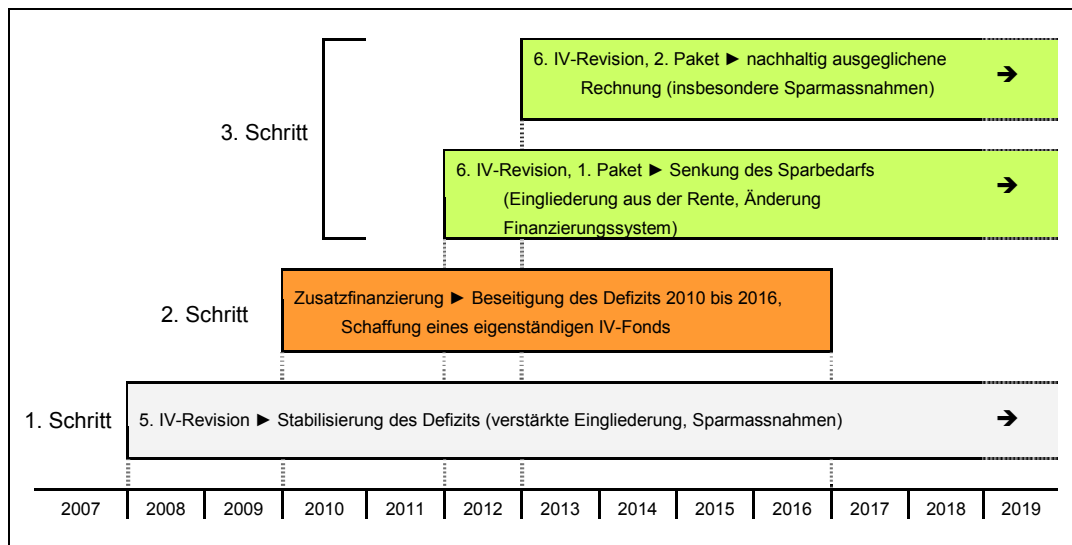 6. IV-Revision, 2. Paket ► nachhaltig ausgeglichene
Rechnung (insbesondere Sparmassnahmen)
➔
3. Schritt
6. IV-Revision, 1. Paket ► Senkung des Sparbedarfs
(Eingliederung aus der Rente, Änderung
Finanzierungssystem)
➔
2. Schritt
Zusatzfinanzierung ► Beseitigung des Defizits 2010 bis 2016,
Schaffung eines eigenständigen IV-Fonds
1. Schritt
5. IV-Revision ► Stabilisierung des Defizits (verstärkte Eingliederung, Sparmassnahmen)
➔
2007 2008 2009 2010 2011 2012 2013 2014 2015 2016 2017 2018 2019